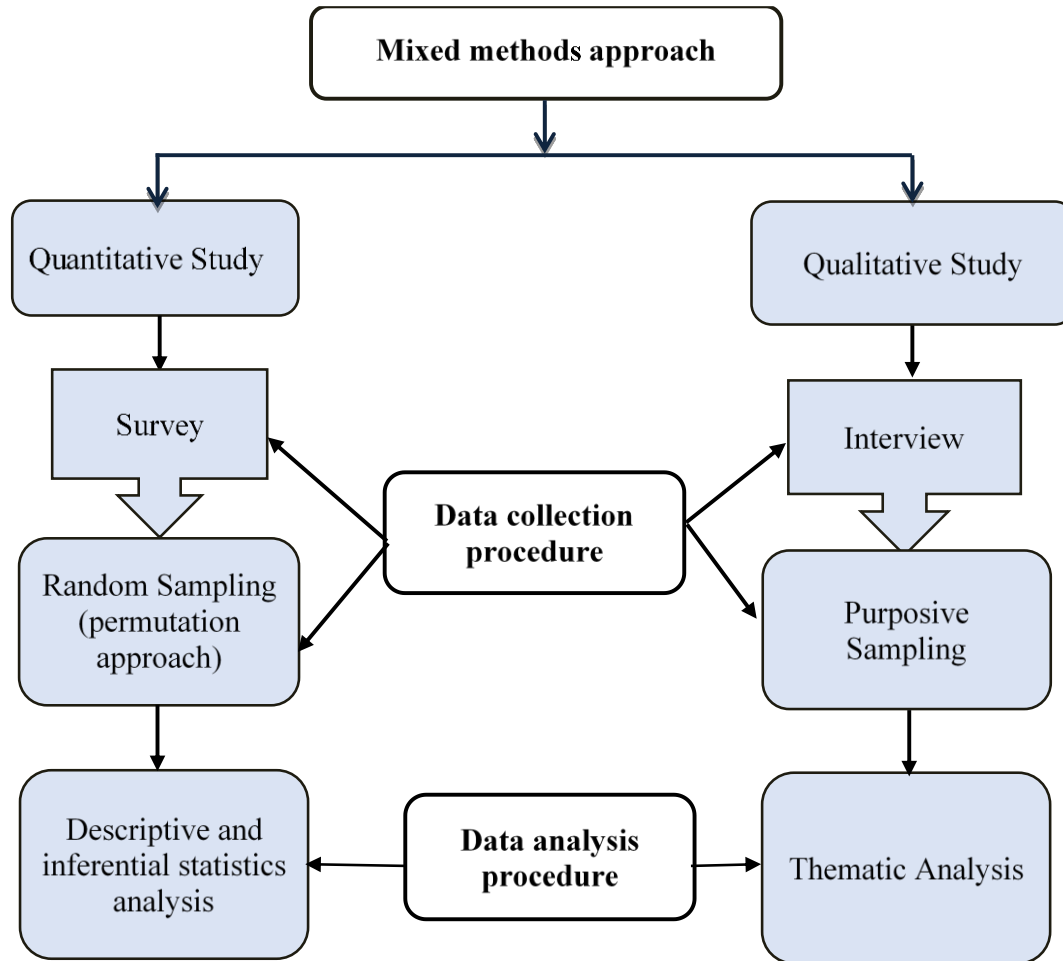 Mixed methods approach
Quantitative Study
Qualitative Study
Survey
Interview
Data collection
procedure
Random Sampling
(permutation
approach)
Purposive
Sampling
Descriptive and
inferential statistics
analysis
Data analysis
procedure
Thematic Analysis